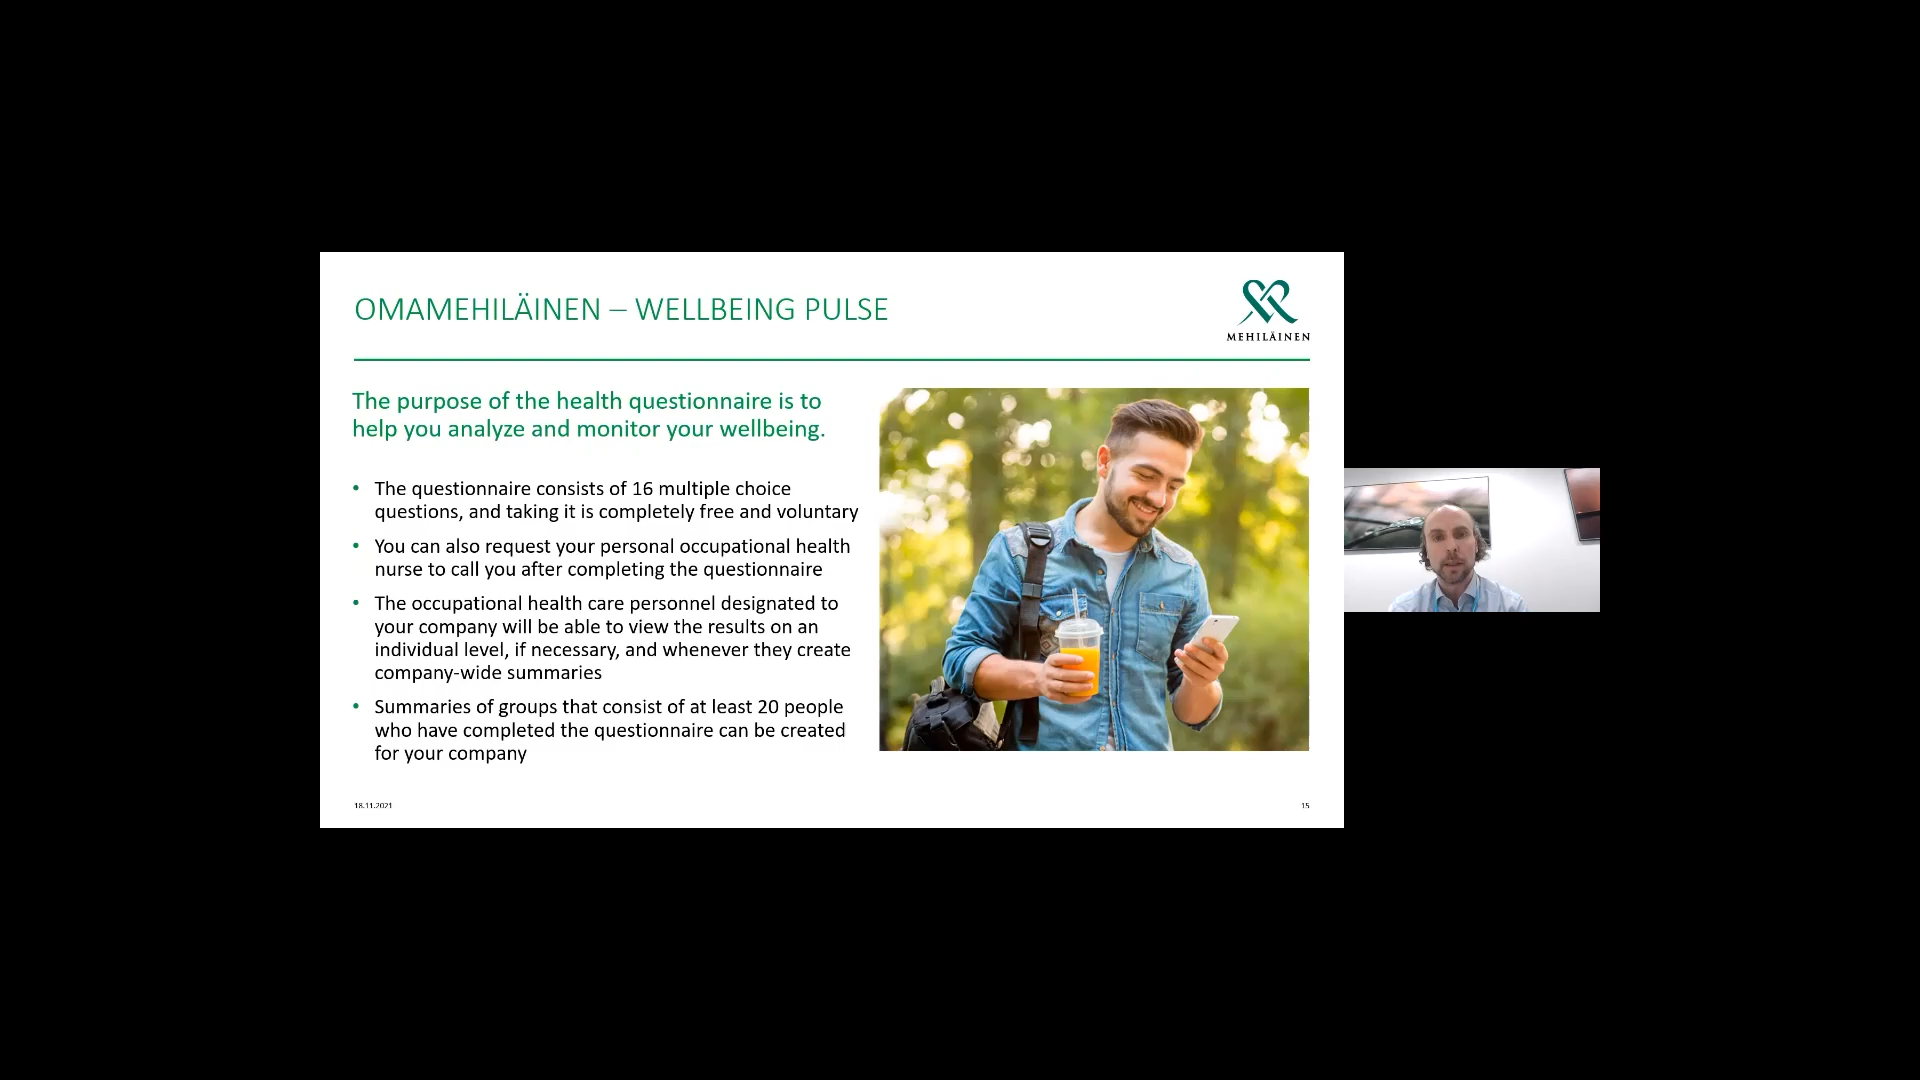 OMAMEHILÄINEN – WELLBEING PULSE
MEHILÄINEN
The purpose of the health questionnaire is to
help you analyze and monitor your wellbeing.
• The questionnaire consists of 16 multiple choice
questions, and taking it is completely free and voluntary
• You can also request your personal occupational health
nurse to call you after completing the questionnaire
• The occupational health care personnel designated to
your company will be able to view the results on an
individual level, if necessary, and whenever they create
company-wide summaries
• Summaries of groups that consist of at least 20 people
who have completed the questionnaire can be created
for your company
18.11.2021
15